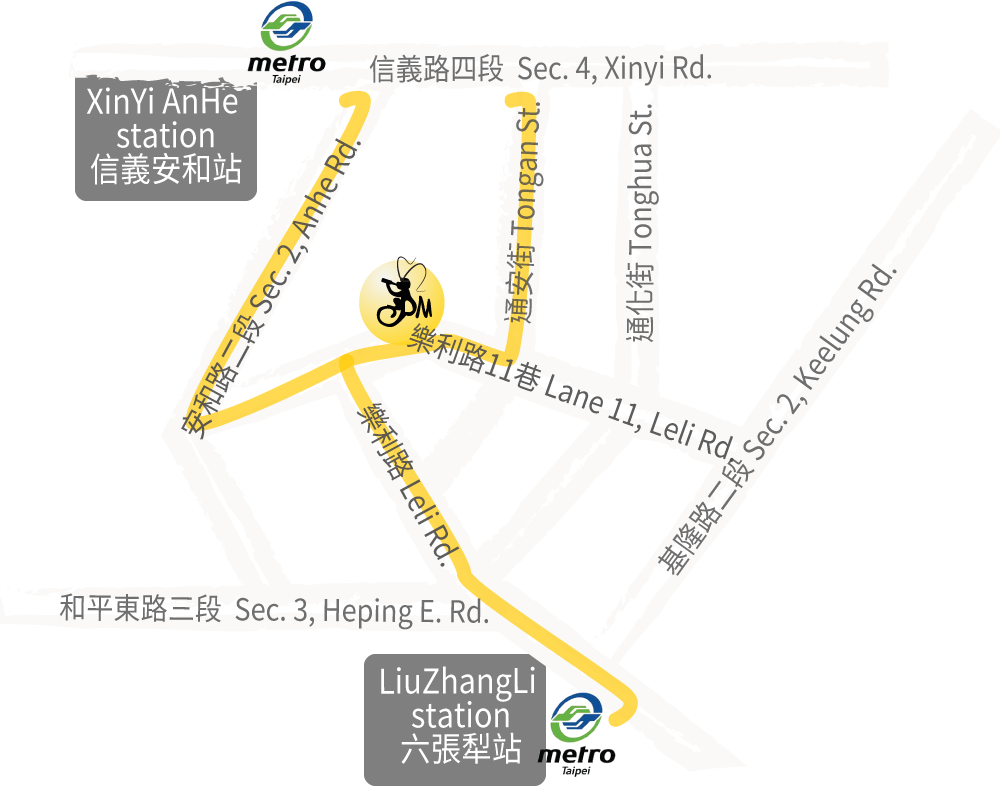 metro
Taipei
信義路四段 Sec. 4, Xinyi Rd.
XinYi AnHe
station
信義安和站
安和路二段 Sec. 2, Anhe Rd.
通安街 Tongan St.
通化街 Tonghua St.
M
樂利路11巷 Lane 11, Leli Rd.
基隆路二段 Sec. 2, Keelung Rd.
樂利路 Leli Rd.
和平東路三段 Sec. 3, Heping E. Rd.
LiuZhangLi
station
六張犁站
metro
Taipei